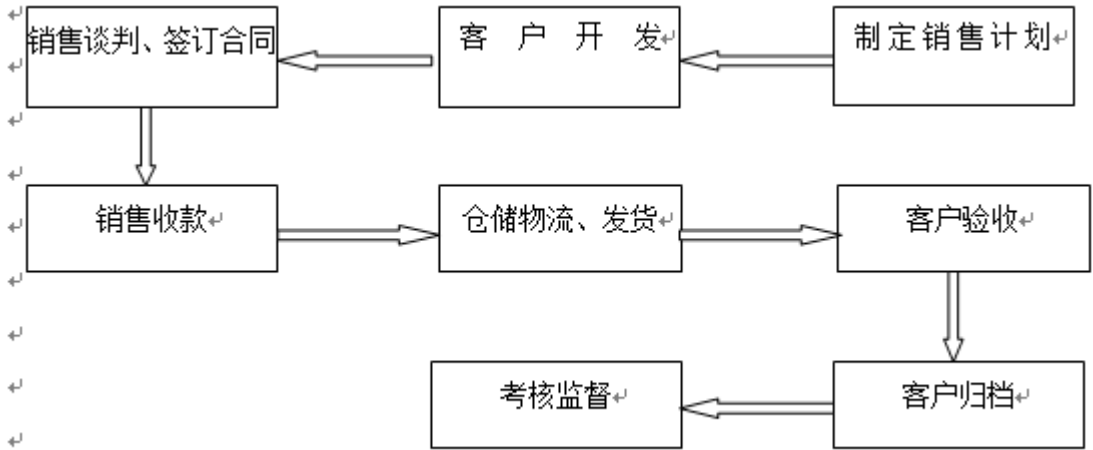 销售谈判、签订合同
客户开发
制定销售计划
销售收款
仓储物流、发货
客户验收
考核监督
客户归档